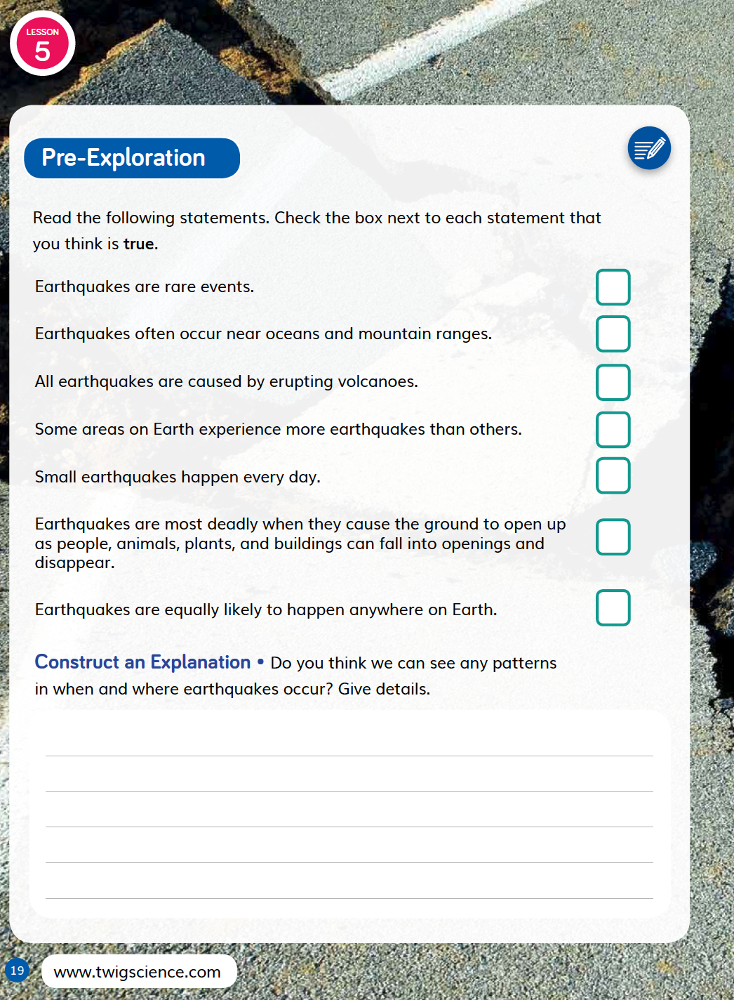 LESSON
5
Pre-Exploration
Read the following statements. Check the box next to each statement that
you think is true.
Earthquakes are rare events.
Earthquakes often occur near oceans and mountain ranges.
All earthquakes are caused by erupting volcanoes.
Some areas on Earth experience more earthquakes than others.
Small earthquakes happen every day.
Earthquakes are most deadly when they cause the ground to open up
as people, animals, plants, and buildings can fall into openings and
disappear.
Earthquakes are equally likely to happen anywhere on Earth.
Construct an Explanation • Do you think we can see any patterns
in when and where earthquakes occur? Give details.
19
www.twigscience.com